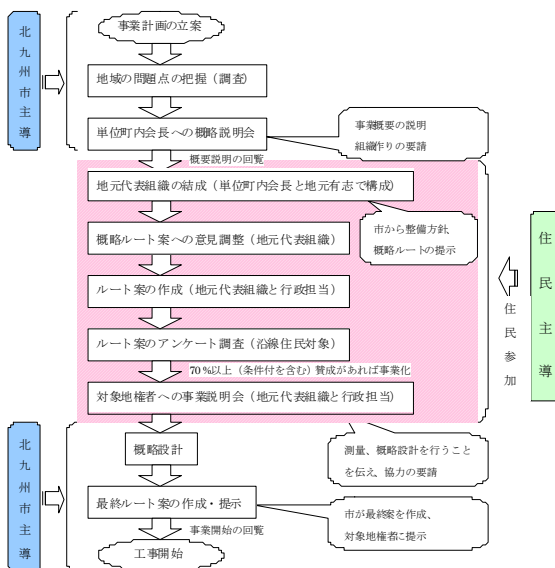 事業計画の立案
北九州市主導
地域の問題点の把握（調査）
単位町内会長への概略説明会
事業概要の説明
組織作りの要請
概要説明の回覧
地元代表組織の結成（単位町内会長と地元有志で構成）
市から整備方針、
概略ルートの提示
概略ルート案への意見調整（地元代表組織）
住民主導
住民参加
ルート案の作成（地元代表組織と行政担当）
ルート案のアンケート調査（沿線住民対象）
70％以上（条件付を含む）賛成があれば事業化
対象地権者への事業説明会（地元代表組織と行政担当）
北九州市主導
概略設計
測量、概略設計を行うこと
を伝え、協力の要請
最終ルート案の作成・提示
市が最終案を作成、
対象地権者に提示
事業開始の回覧
工事開始